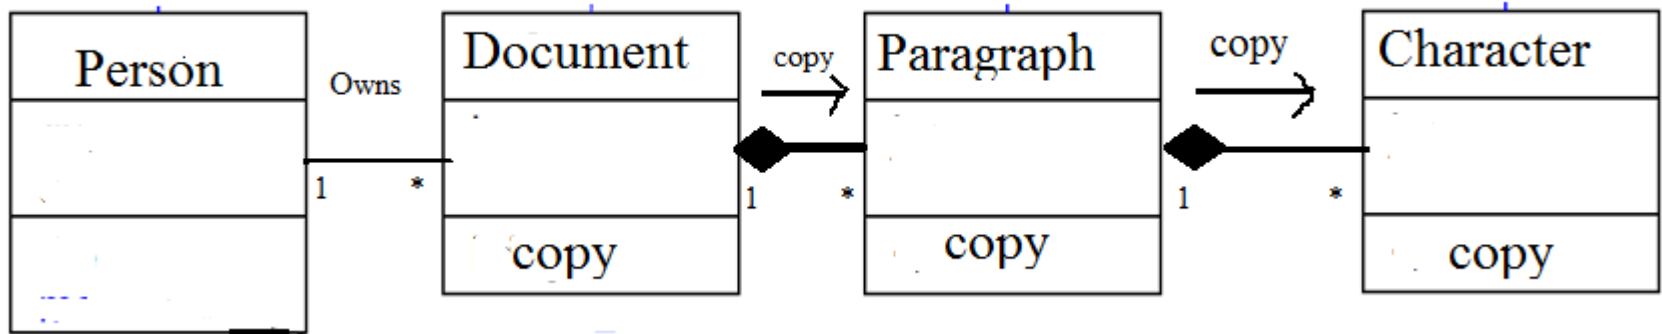 Person
Owns
1
*
Document
copy
copy
1
*
Paragraph
copy
copy
1
*
Character
copy